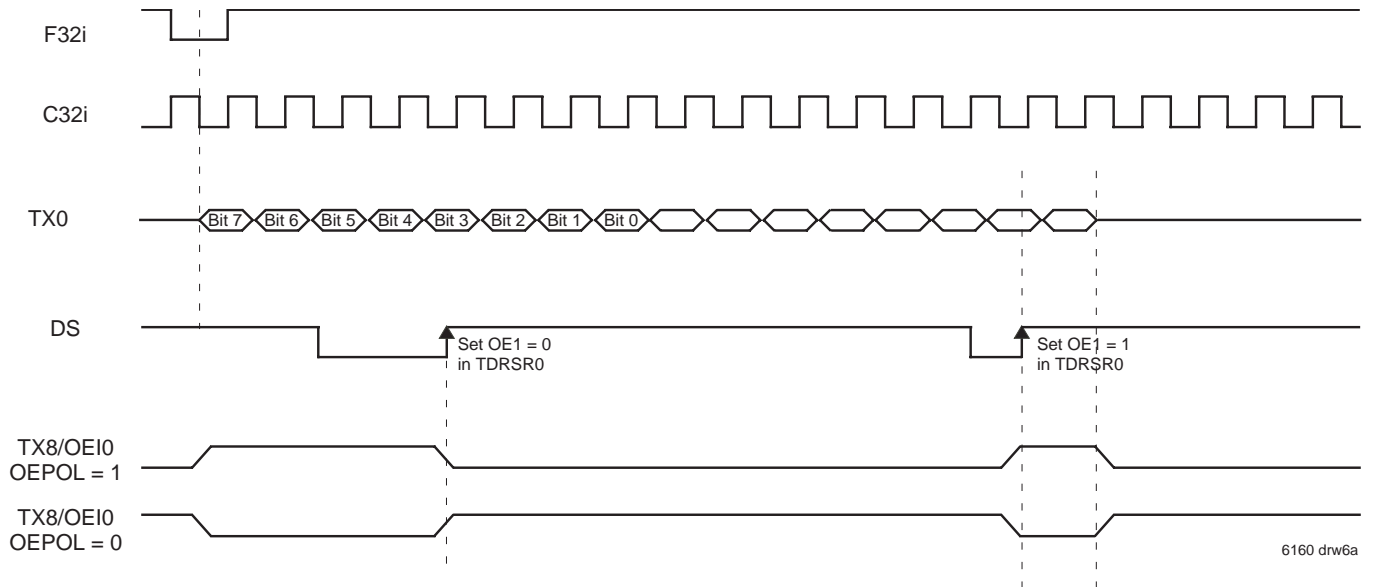 F32i
C32i
TX0
Bit 7 Bit 6 Bit 5 Bit 4 Bit 3 Bit 2 Bit 1 Bit 0
DS
Set OE1 = 0
in TDRSR0
Set OE1 = 1
in TDRSR0
TX8/OEI0
OEPOL = 1
TX8/OEI0
OEPOL = 0
6160 drw6a